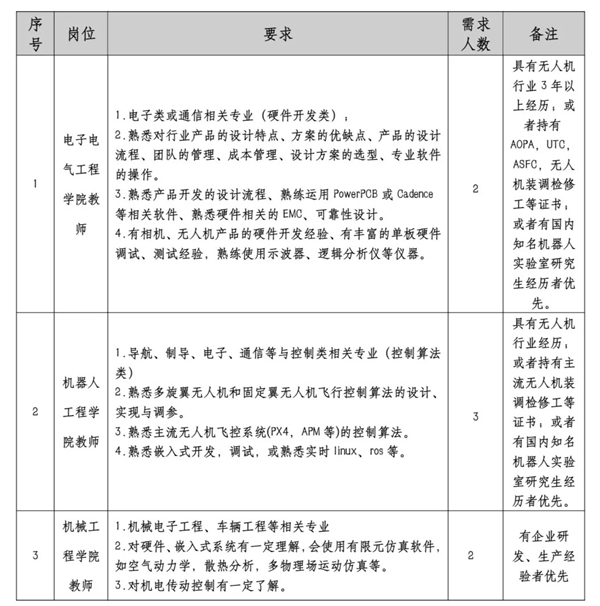 序号
岗位
要求
需求人数
备注
1
电子电
气工程
学院教
师
1.电子类或通信相关专业（硬件开发类）；
2.熟悉对行业产品的设计特点、方案的优缺点、产品的设计
流程、团队的管理、成本管理、设计方案的选型、专业软件
的操作。
3.熟悉产品开发的设计流程、熟练运用 PowerPCB 或 Cadence
等相关软件、熟悉硬件相关的 EMC、可靠性设计。
4.有相机、无人机产品的硬件开发经验、有丰富的单板硬件
调试、测试经验，熟练使用示波器、逻辑分析仪等仪器。
2
具有无人机
行业 3 年以
上经历；或
者持有
AOPA，UTC，
ASFC，无人
机装调检修
工等证书；
或者有国内
知名机器人
实验室研究
生经历者优
先。
2
机器人
工程学
院教师
1.导航、制导、电子、通信等与控制类相关专业（控制算法
类）
2.熟悉多旋翼无人机和固定翼无人机飞行控制算法的设计、
实现与调参。
3.熟悉主流无人机飞控系统(PX4，APM 等)的控制算法。
4.熟悉嵌入式开发，调试，或熟悉实时 linux、ros 等。
3
具有无人机
行业经历；
或者持有主
流无人机装
调检修工等
证书；或者
有国内知名
机器人实验
室研究生经
历者优先。
3
机械工
程学院
教师
1.机械电子工程、车辆工程等相关专业
2.对硬件、嵌入式系统有一定理解，会使用有限元仿真软件，
如空气动力学，散热分析，多物理场运动仿真等。
3.对机电传动控制有一定了解。
2
有企业研
发、生产经
验者优先